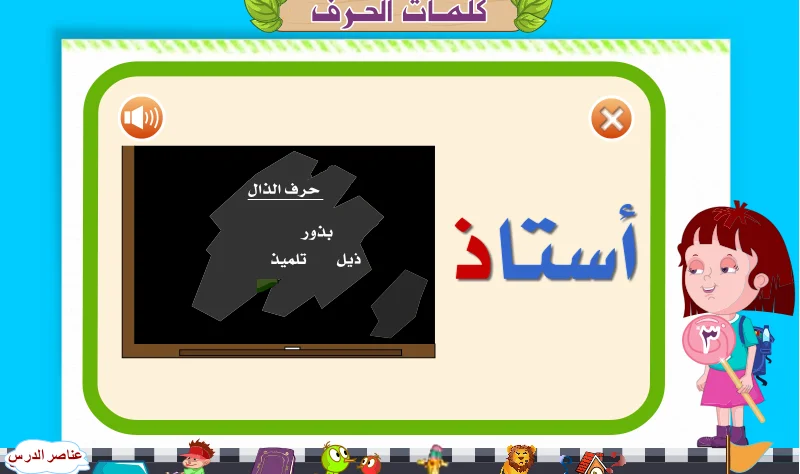 كلمات الحرف
أستاذ
حرف الذال
بذور
ذيل تلميذ
٣
عناصر الدرس